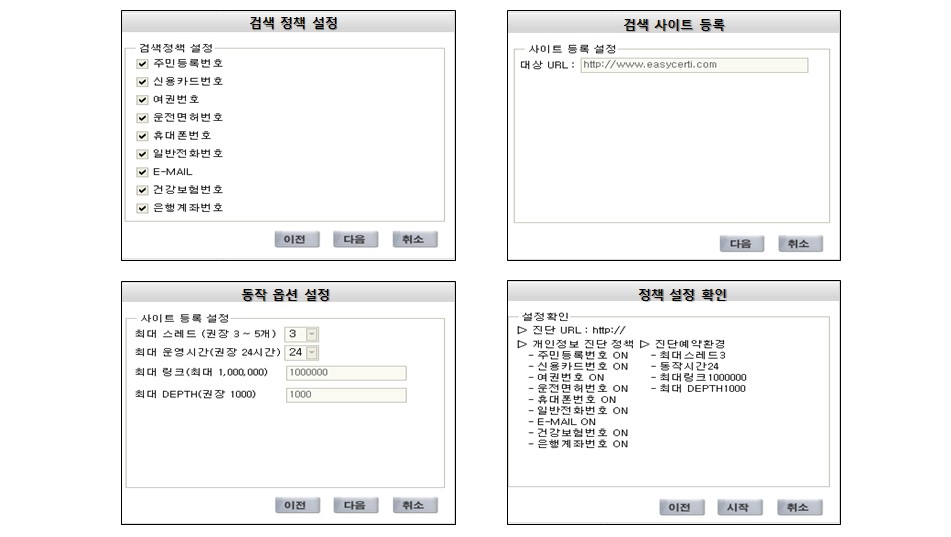 검색 정책 설정
검색정책 설정
주민등록번호
신용카드번호
여권번호
운전면허번호
휴대폰번호
일반전화번호
E-MAIL
건강보험번호
은행계좌번호
이전 다음 취소
검색 사이트 등록
사이트 등록 설정
대상 URL : http://www.easycerti.com
다음 취소
동작 옵션 설정
사이트 등록 설정
최대 스레드 (권장 3 ~ 5개) 3
최대 운영시간(권장 24시간) 24
최대 링크(최대 1,000,000) 1000000
최대 DEPTH(권장 1000) 1000
이전 다음 취소
정책 설정 확인
설정확인
▷ 진단 URL : http://
▷ 개인정보 진단 정책 ▷ 진단예약환경
- 주민등록번호 ON - 최대스레드3
- 신용카드번호 ON - 동작시간24
- 여권번호 ON - 최대링크1000000
- 운전면허번호 ON - 최대 DEPTH1000
- 휴대폰번호 ON
- 일반전화번호 ON
- E-MAIL ON
- 건강보험번호 ON
- 은행계좌번호 ON
이전 시작 취소